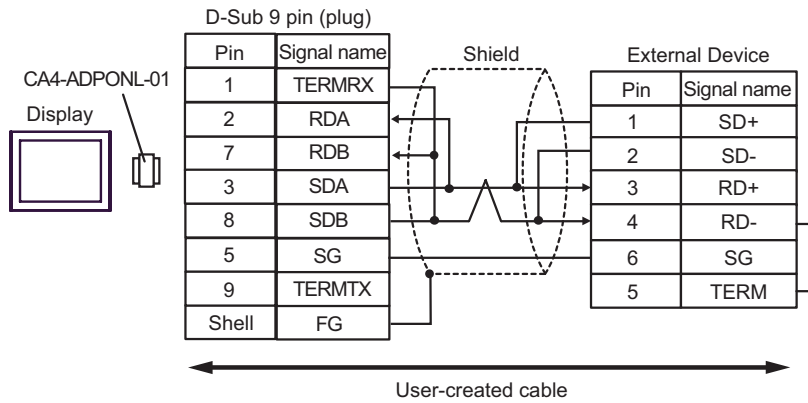 D-Sub 9 pin (plug)
Pin Signal name
1 TERMRX
2 RDA
7 RDB
3 SDA
8 SDB
5 SG
9 TERMTX
Shell FG
CA4-ADPONL-01
Display
Shield
External Device
Pin Signal name
1 SD+
2 SD-
3 RD+
4 RD-
6 SG
5 TERM
User-created cable